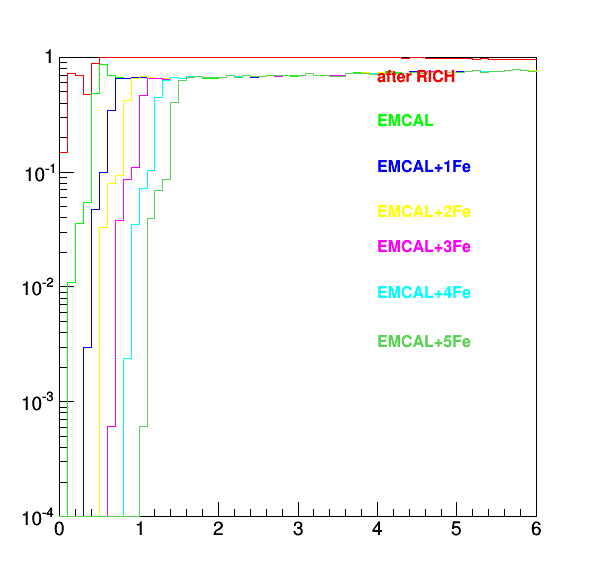 1
after RICH
EMCAL
EMCAL+1Fe
10-1
EMCAL+2Fe
EMCAL+3Fe
10-2
EMCAL+4Fe
EMCAL+5Fe
10-3
10-4
0 1 2 3 4 5 6